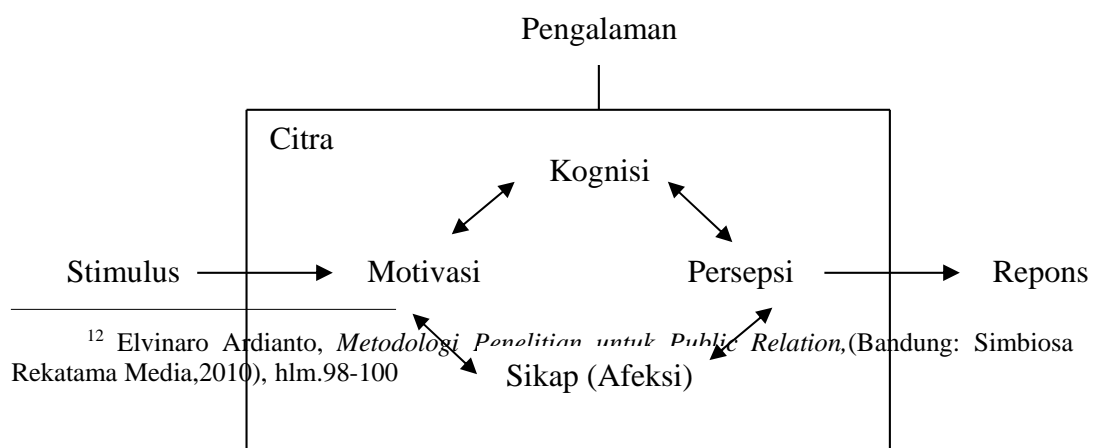 Pengalaman
Citra
Kognisi
Stimulus Motivasi Persepsi Repons
12 Elvinaro Ardianto, Metodologi Penelitian untuk Public Relation,(Bandung: Simbiosa
Rekatama Media,2010), hlm.98-100
Sikap (Afeksi)